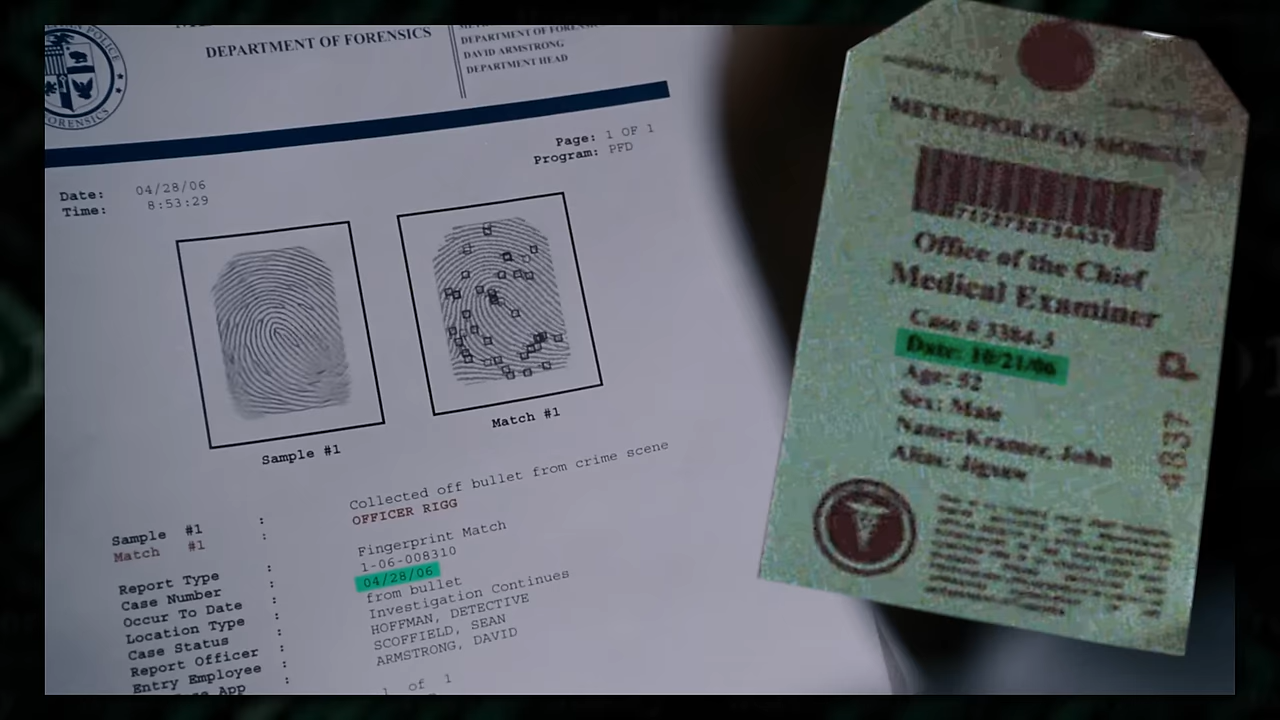 DEPARTMENT OF FORENSICS
DAVID ARMSTRONG
DEPARTMENT HEAD
FORENSICS
Page: 1 OF 1
Program: PFD
Date: 04/28/06
Time: 8:53:29
Sample #1
Match #1
Sample #1 : Collected off bullet from crime scene
Match #1 : OFFICER RIGG
Report Type : Fingerprint Match
Case Number : 1-06-008310
Occur To Date : 04/28/06
Location Type : from bullet
Case Status : Investigation Continues
Report Officer : HOFFMAN, DETECTIVE
Entry Employee : SCOFFIELD, SEAN
App : ARMSTRONG, DAVID
1 of 1
METROPOLITAN MORGUE
Office of the Chief
Medical Examiner
Case # 3384-3
Date: 10/21/06
Age: 52
Sex: Male
Name: Kramer, John
Alias: Jigsaw
4837 P